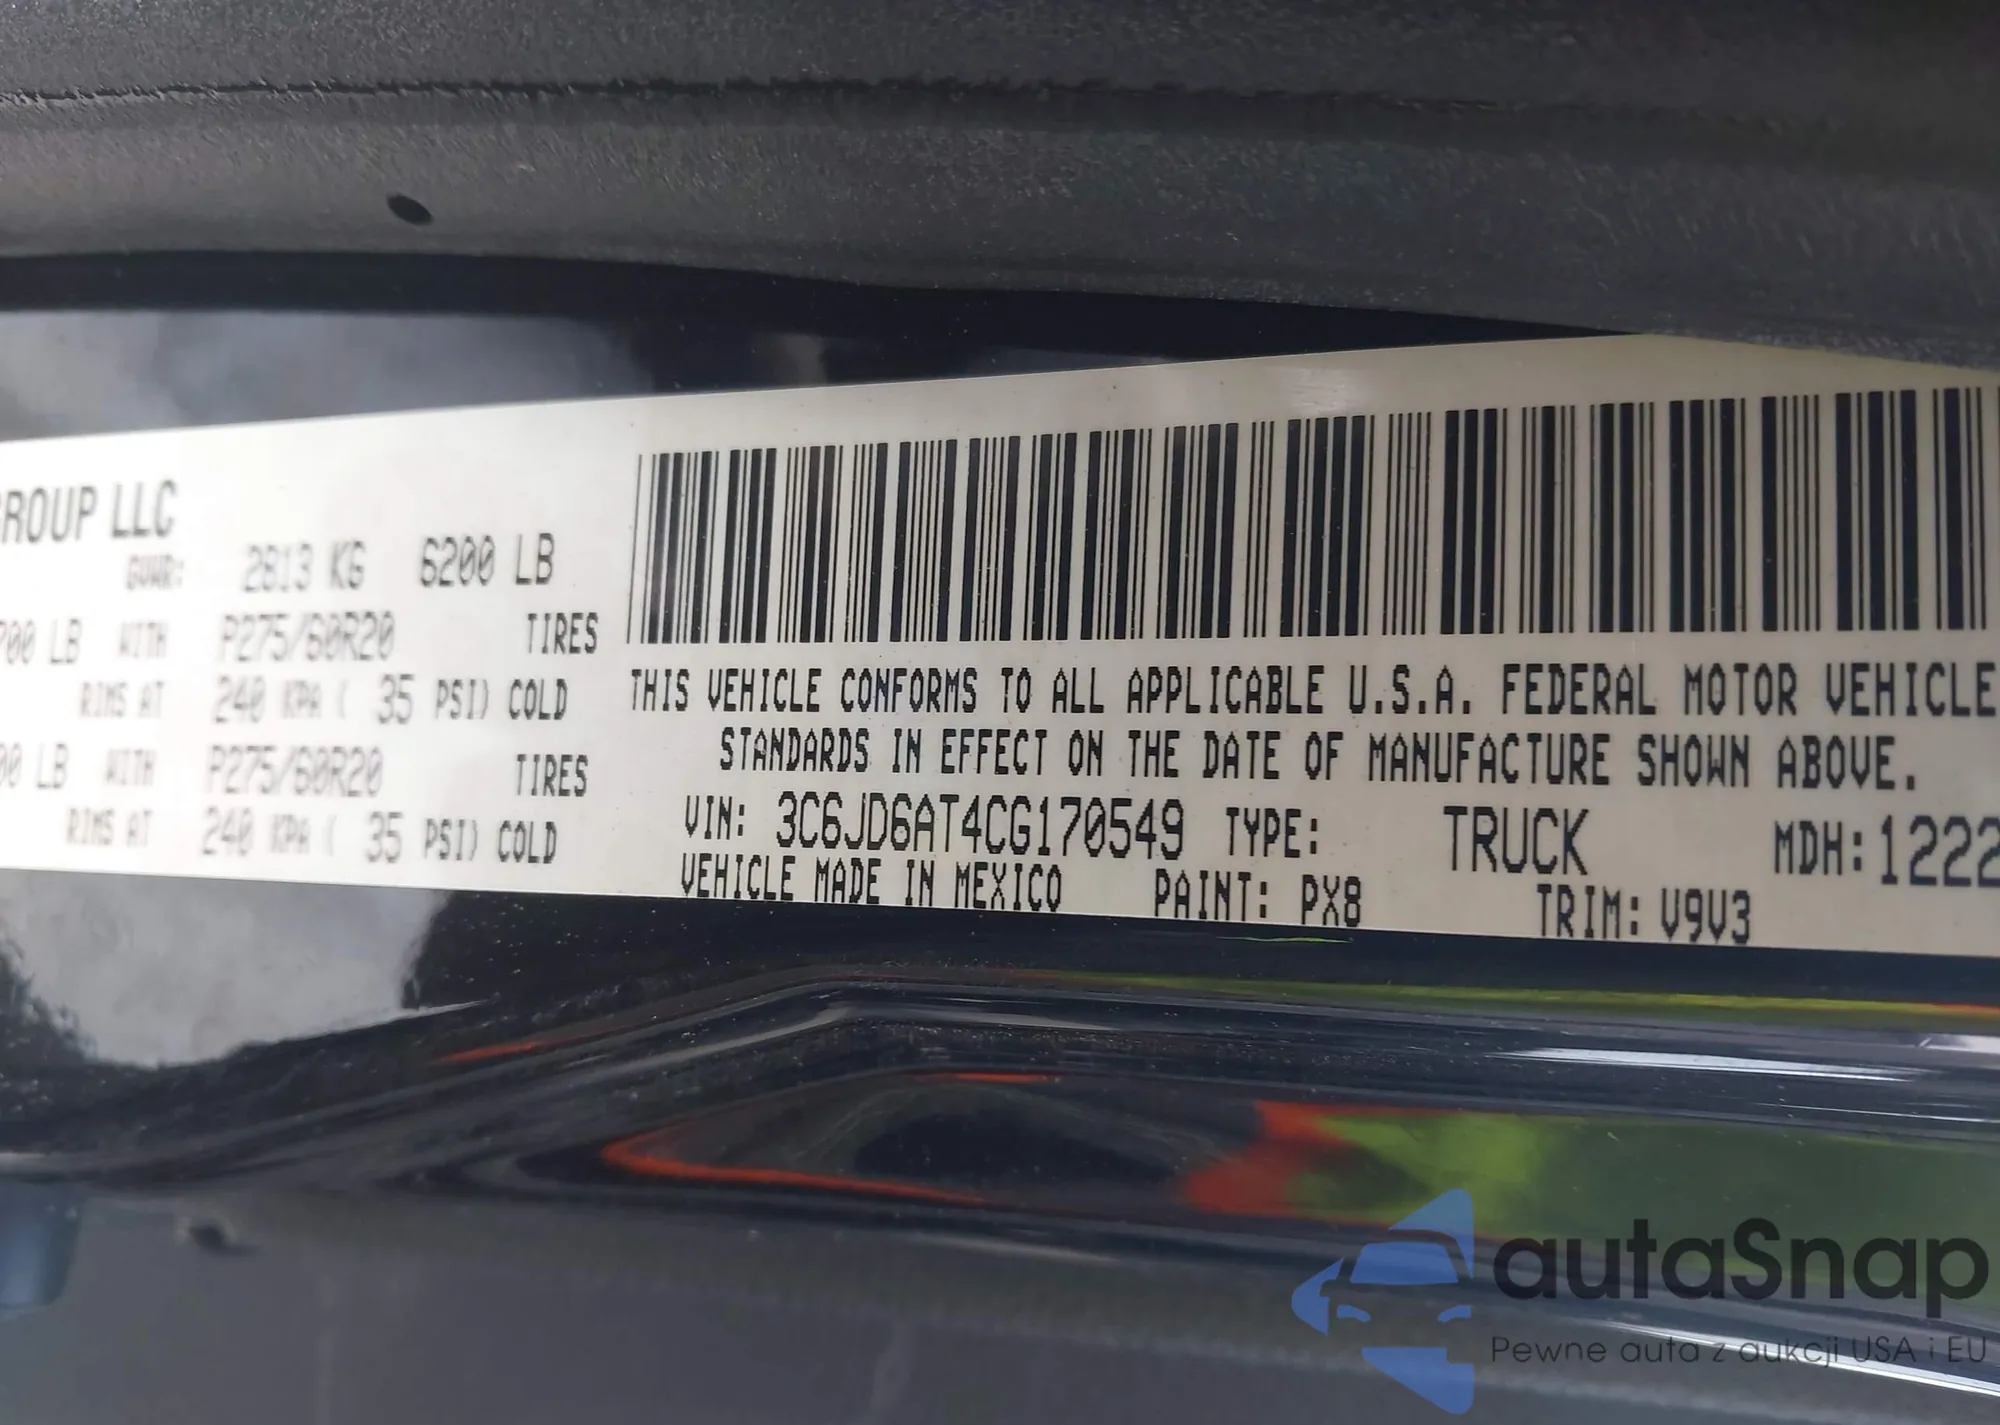 GROUP LLC
GVWR: 2813 KG 6200 LB
700 LB WITH P275/60R20 TIRES
RIMS AT 240 KPA ( 35 PSI) COLD
00 LB WITH P275/60R20 TIRES
RIMS AT 240 KPA ( 35 PSI) COLD
THIS VEHICLE CONFORMS TO ALL APPLICABLE U.S.A. FEDERAL MOTOR VEHICLE
STANDARDS IN EFFECT ON THE DATE OF MANUFACTURE SHOWN ABOVE.
VIN: 3C6JD6AT4CG170549 TYPE: TRUCK MDH: 1222
VEHICLE MADE IN MEXICO PAINT: PX8 TRIM: V9V3
autaSnap
Pewne auta z aukcji USA i EU